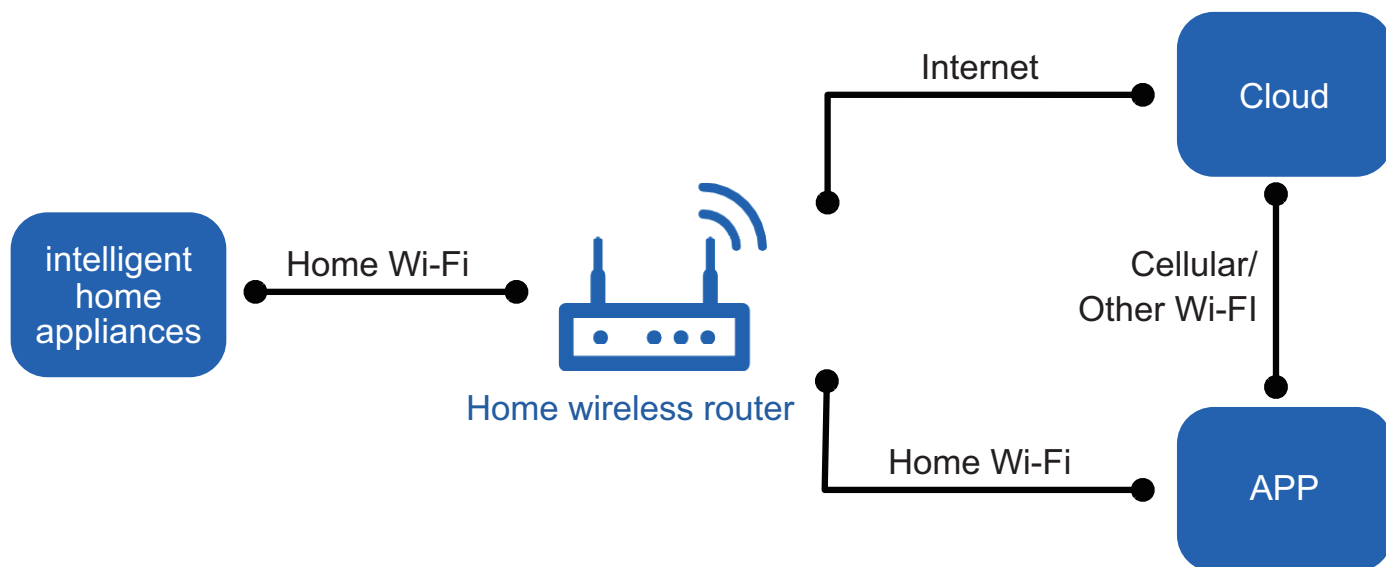 Internet
Cloud
intelligent
home
appliances
Home Wi-Fi
Cellular/
Other Wi-FI
Home wireless router
Home Wi-Fi
APP